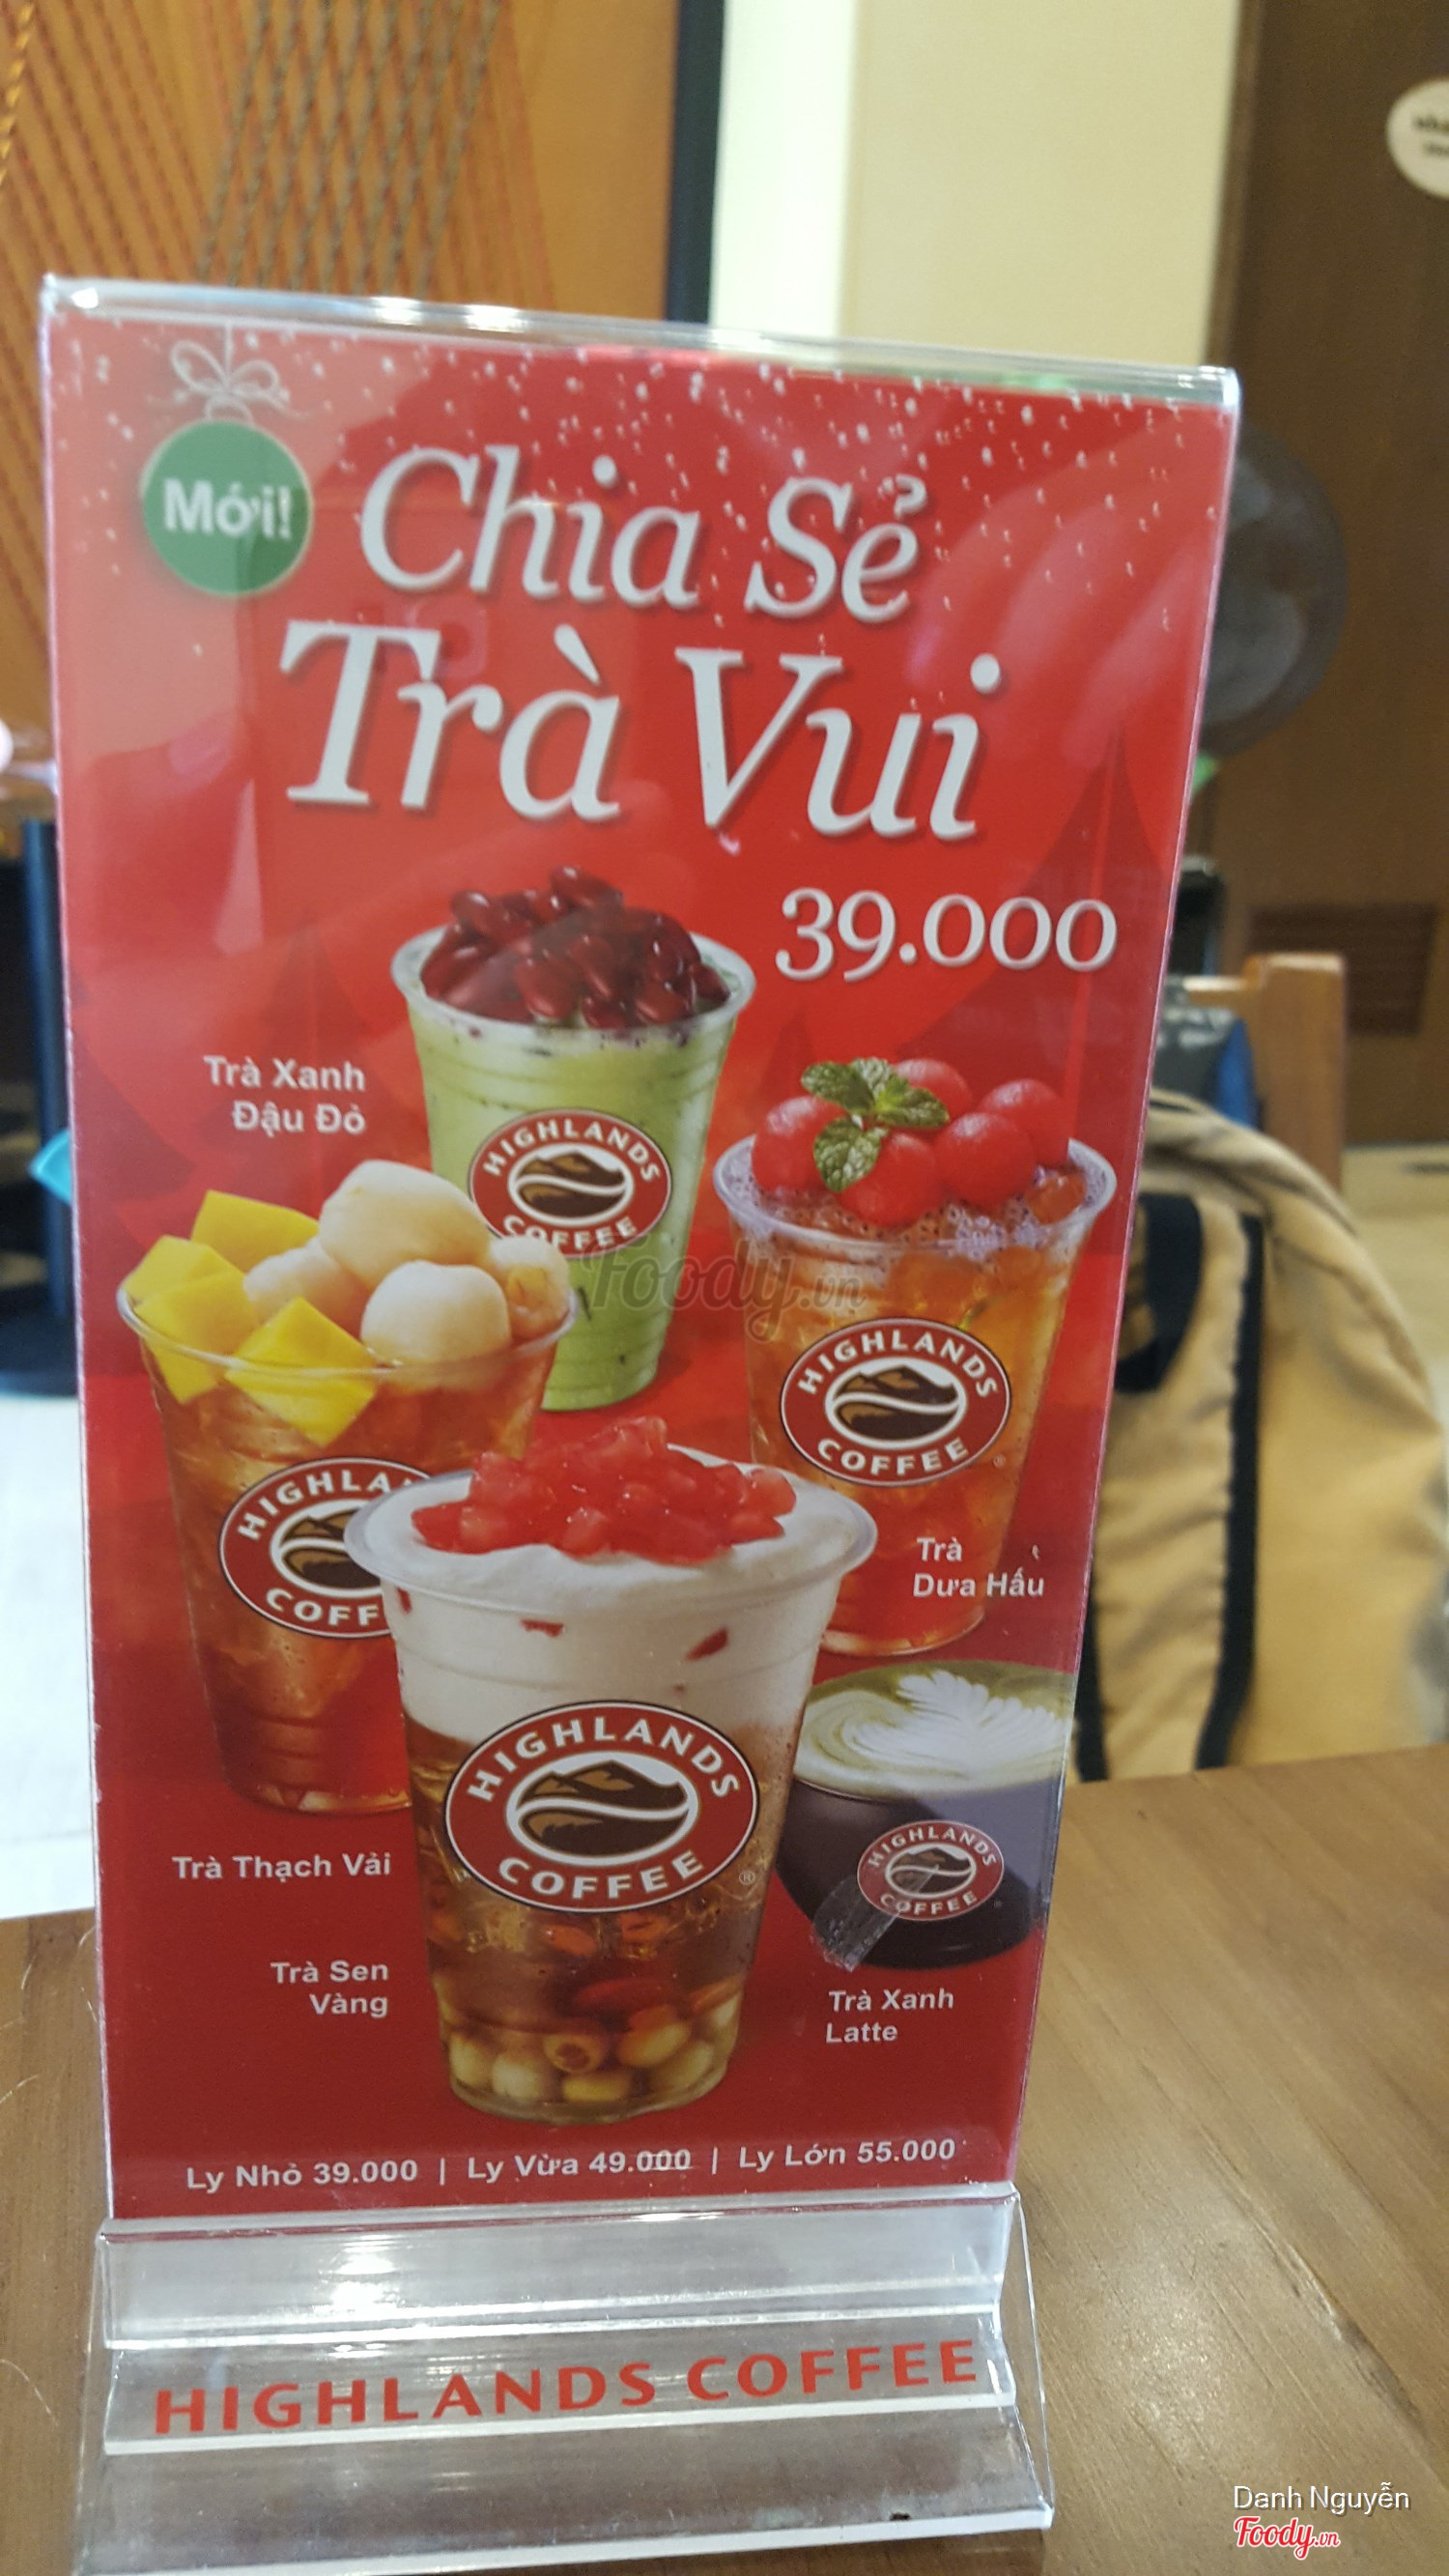 Mới!
Chia Sẻ
Trà Vui
39.000
Trà Xanh
Đậu Đỏ
HIGHLANDS
COFFEE
HIGHLANDS
COFFEE
HIGHLA
COFF
Trà
Dưa Hấu
HIGHLANDS
COFFEE
HIGHLANDS
COFFEE
Trà Thạch Vải
Trà Sen
Vàng
Trà Xanh
Latte
Ly Nhỏ 39.000 | Ly Vừa 49.000 | Ly Lớn 55.000
HIGHLANDS COFFEE
Foody.vn
Danh Nguyễn
Foody.vn